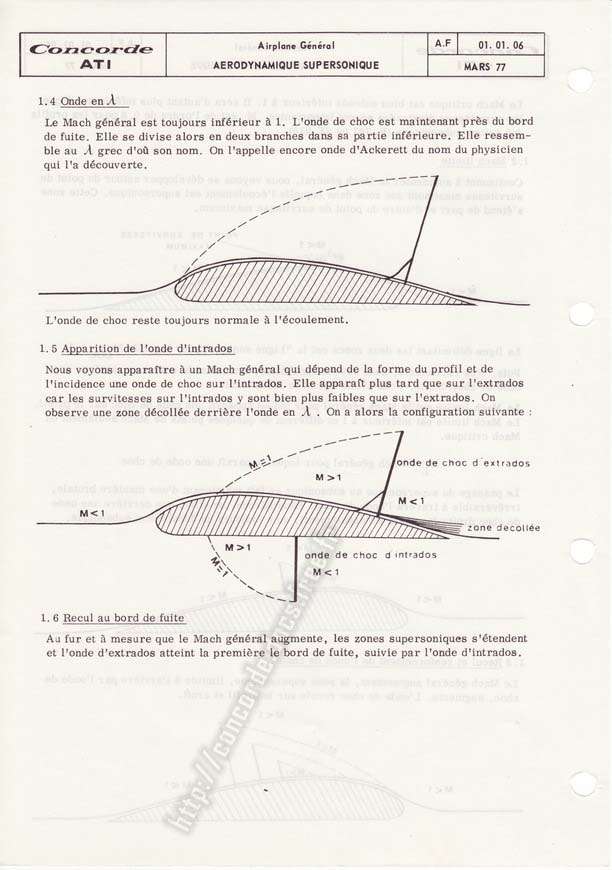 Concorde
ATI
Airplane Général
AERODYNAMIQUE SUPERSONIQUE
A.F
01. 01. 06
MARS 77
1.4 Onde en λ
Le Mach général est toujours inférieur à 1. L'onde de choc est maintenant près du bord
de fuite. Elle se divise alors en deux branches dans sa partie inférieure. Elle ressem-
ble au λ grec d'où son nom. On l'appelle encore onde d'Ackerett du nom du physicien
qui l'a découverte.
L'onde de choc reste toujours normale à l'écoulement.
1.5 Apparition de l'onde d'intrados
Nous voyons apparaître à un Mach général qui dépend de la forme du profil et de
l'incidence une onde de choc sur l'intrados. Elle apparaît plus tard que sur l'extrados
car les survitesses sur l'intrados y sont bien plus faibles que sur l'extrados. On
observe une zone décollée derrière l'onde en λ . On a alors la configuration suivante :
M=1
onde de choc d'extrados
M>1
M<1
M<1
zone decollée
M>1
onde de choc d'intrados
M=1
M<1
1.6 Recul au bord de fuite
Au fur et à mesure que le Mach général augmente, les zones supersoniques s'étendent
et l'onde d'extrados atteint la première le bord de fuite, suivie par l'onde d'intrados.